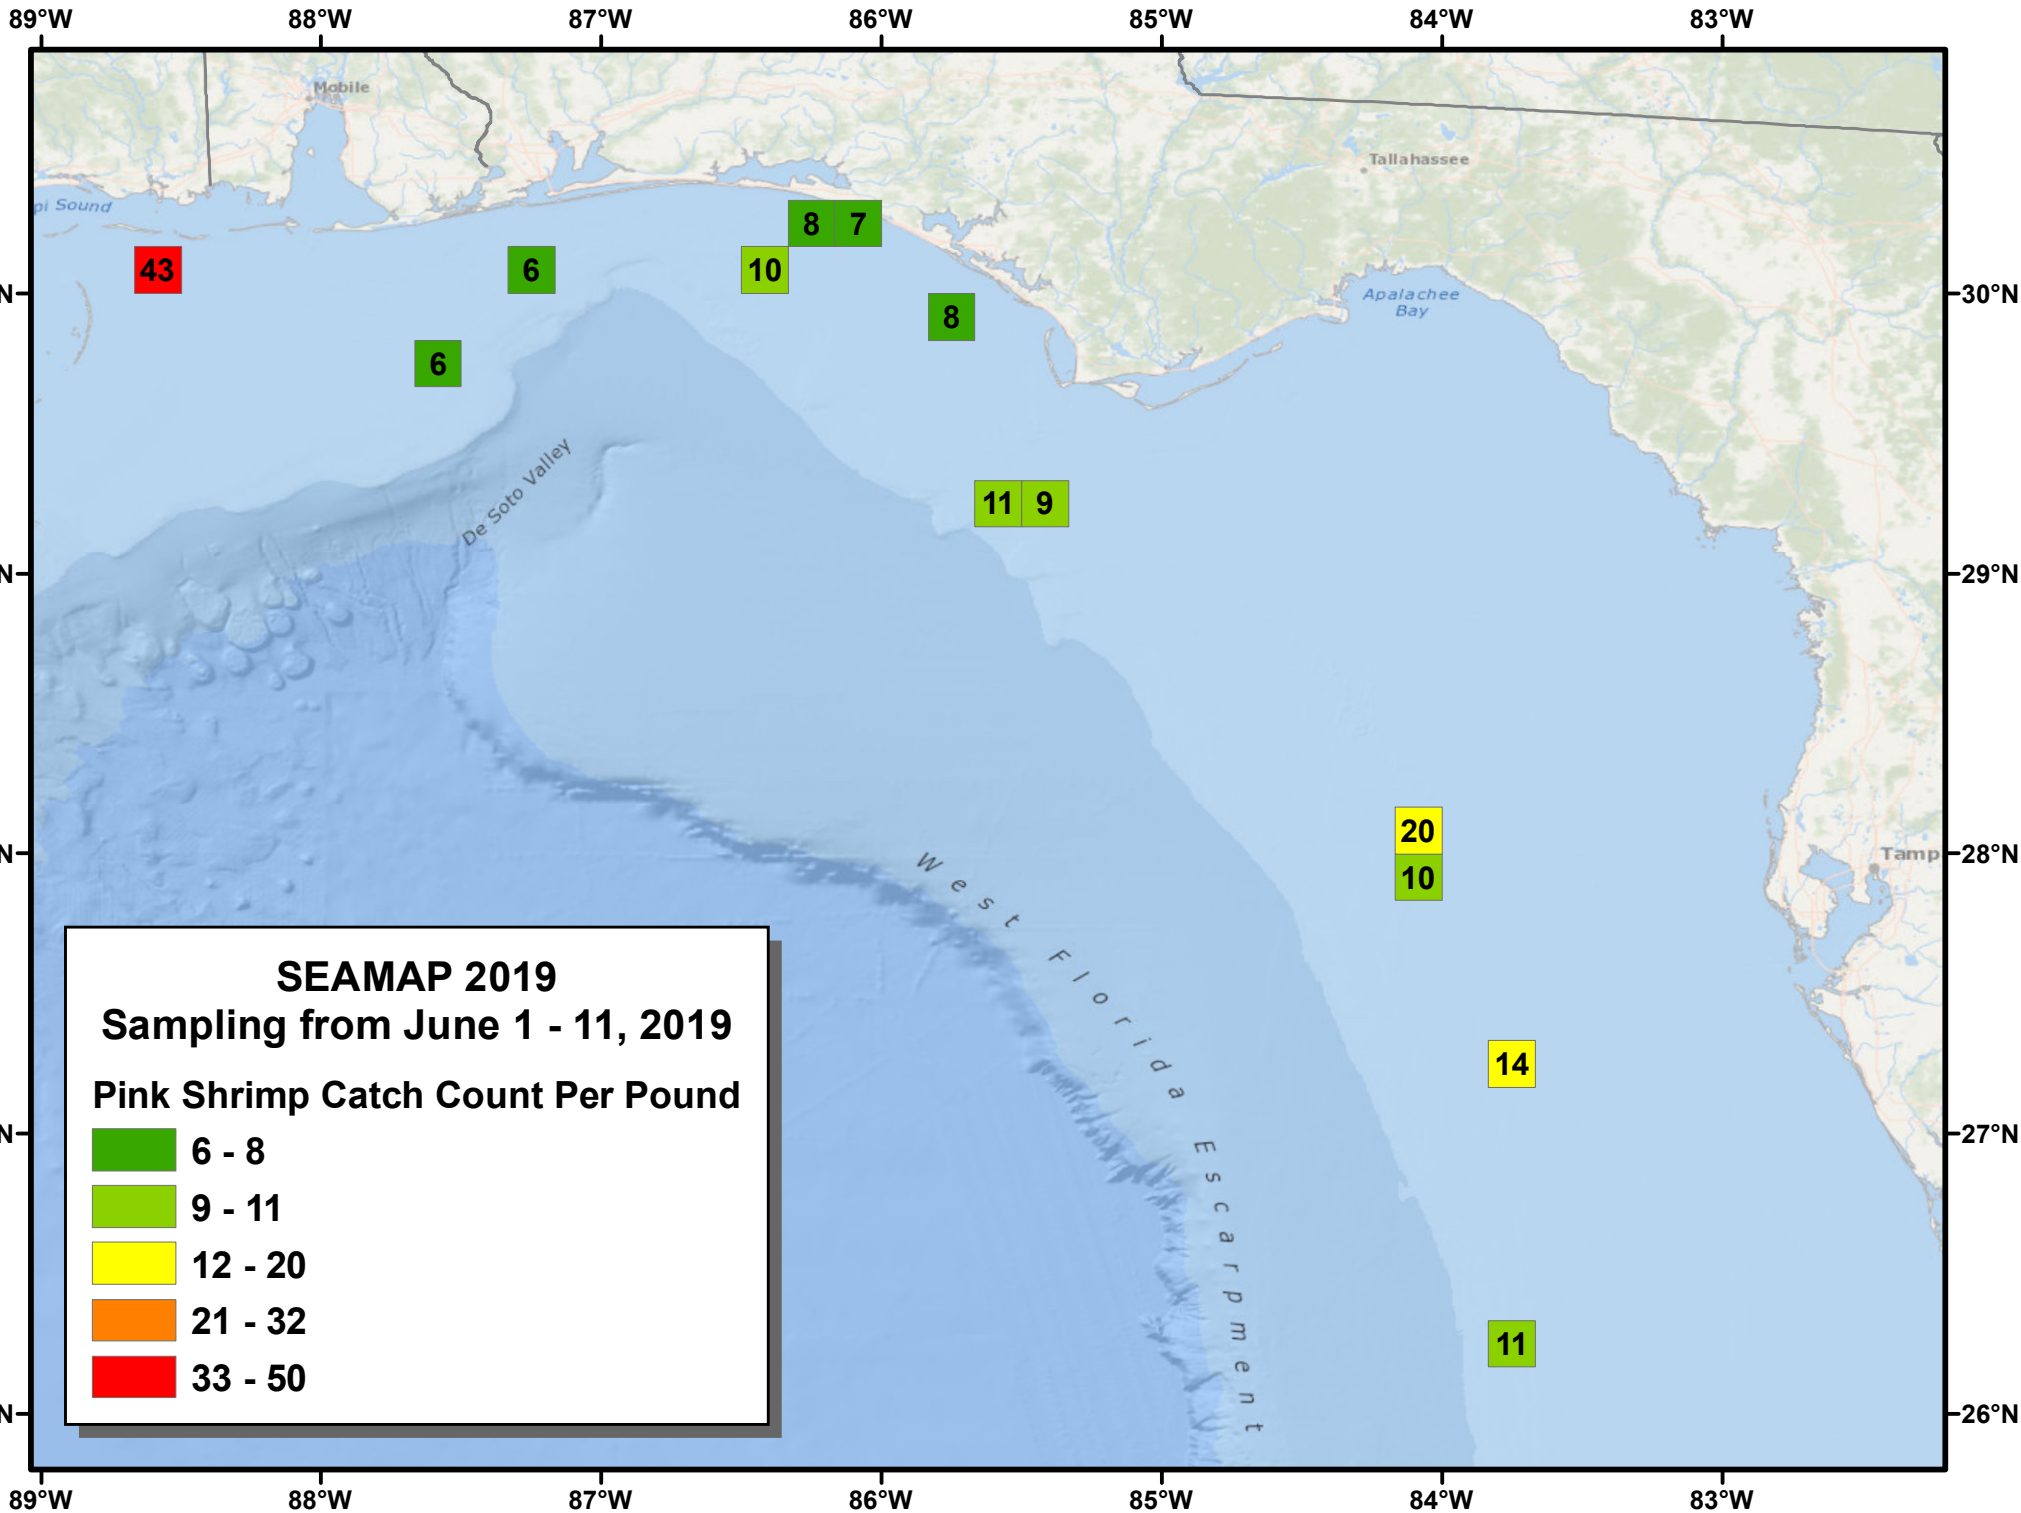 89°W 88°W 87°W 86°W 85°W 84°W 83°W
Mobile
Tallahassee
pi Sound
8 7
43 6 10
Apalachee
Bay
N 30°N
8
6
De Soto Valley
11 9
N 29°N
20
N 28°N
Tamp
10
West Florida Escarpment
SEAMAP 2019
Sampling from June 1 - 11, 2019
14
Pink Shrimp Catch Count Per Pound
N 27°N
6 - 8
9 - 11
12 - 20
21 - 32
11
33 - 50
N 26°N
89°W 88°W 87°W 86°W 85°W 84°W 83°W